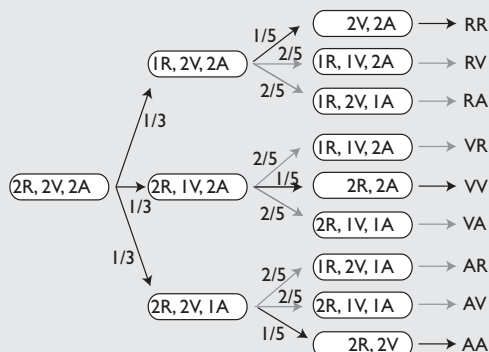 1/5
2V, 2A
RR
1R, 2V, 2A
2/5
1R, 1V, 2A
RV
2/5
1R, 2V, 1A
RA
1/3
2/5
1R, 1V, 2A
VR
2R, 2V, 2A
1/3
2R, 1V, 2A
1/5
2R, 2A
VV
2/5
2R, 1V, 1A
VA
1/3
2/5
1R, 2V, 1A
AR
2R, 2V, 1A
2/5
2R, 1V, 1A
AV
1/5
2R, 2V
AA